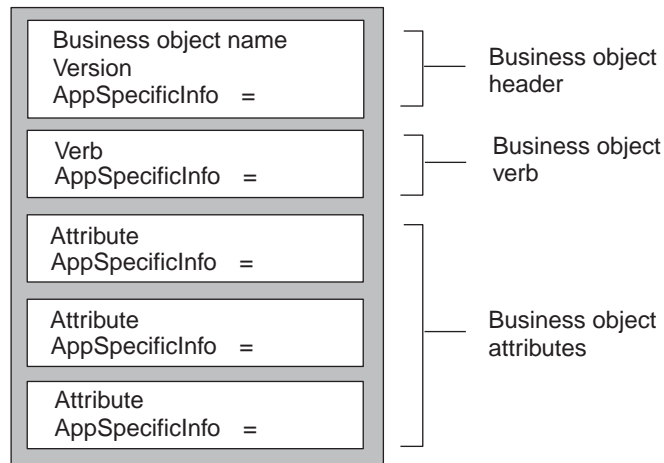 Business object name
Version
AppSpecificInfo =
Business object
header
Verb
AppSpecificInfo =
Business object
verb
Attribute
AppSpecificInfo =
Attribute
AppSpecificInfo =
Attribute
AppSpecificInfo =
Business object
attributes